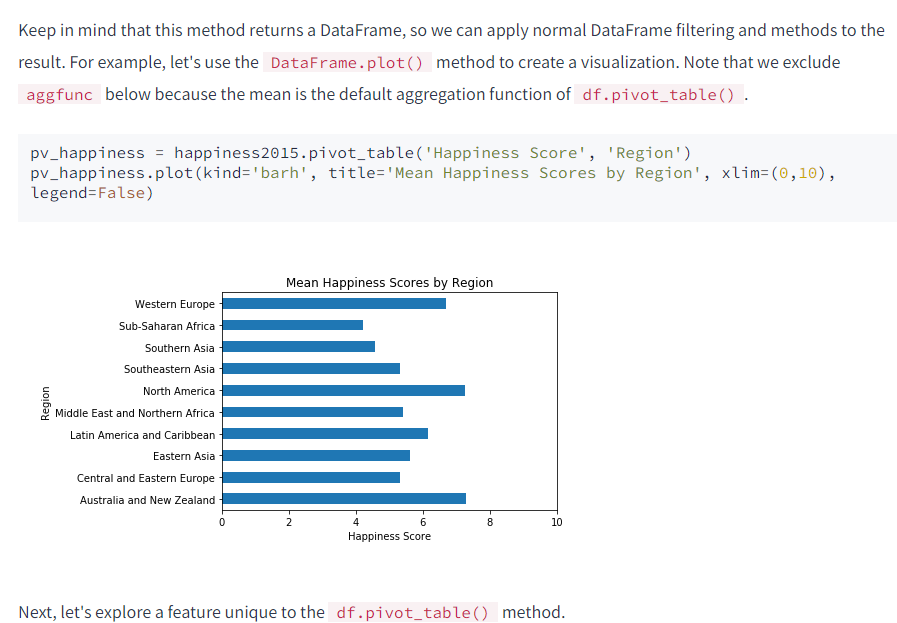 Keep in mind that this method returns a DataFrame, so we can apply normal DataFrame filtering and methods to the
result. For example, let's use the DataFrame.plot() method to create a visualization. Note that we exclude
aggfunc below because the mean is the default aggregation function of df.pivot_table() .
pv_happiness = happiness2015.pivot_table('Happiness Score', 'Region')
pv_happiness.plot(kind='barh', title='Mean Happiness Scores by Region', xlim=(0,10),
legend=False)
Mean Happiness Scores by Region
Western Europe
Sub-Saharan Africa
Southern Asia
Southeastern Asia
North America
Middle East and Northern Africa
Latin America and Caribbean
Eastern Asia
Central and Eastern Europe
Australia and New Zealand
Region
0 2 4 6 8 10
Happiness Score
Next, let's explore a feature unique to the df.pivot_table() method.